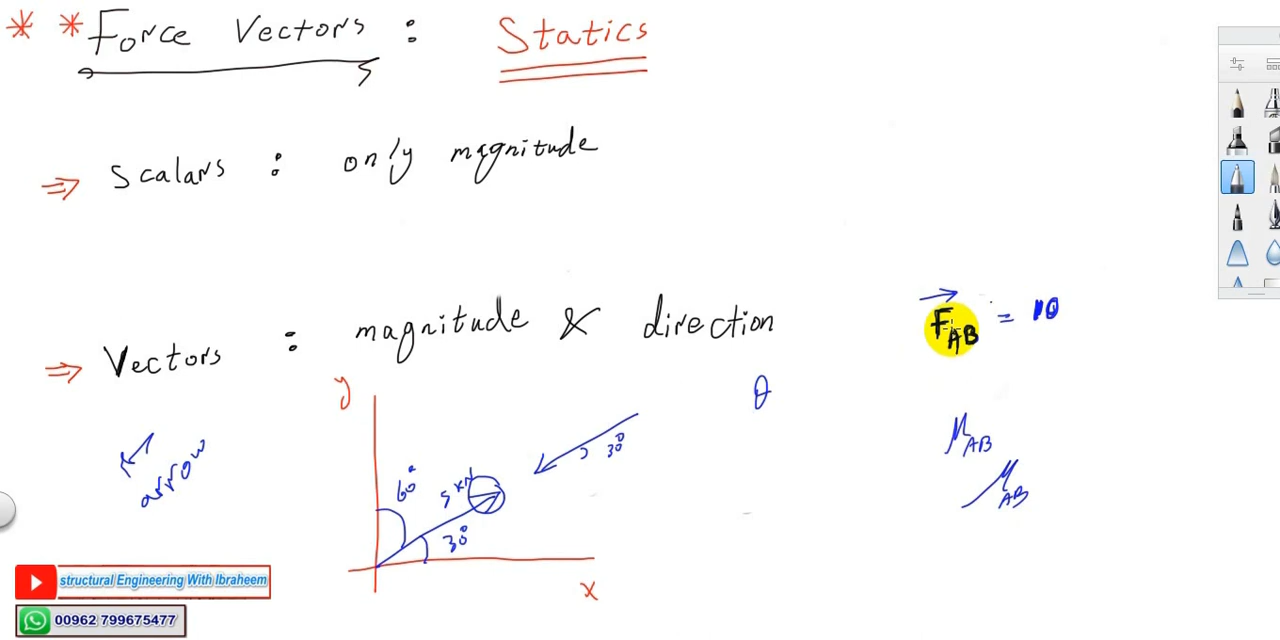 ** Force Vectors : Statics
⇒ Scalars : only magnitude
⇒ Vectors : magnitude & direction
F AB = 10
y
θ
arrow
60°
5 KN
30°
30°
x
μ AB
μ AB
structural Engineering With Ibraheem
00962 799675477